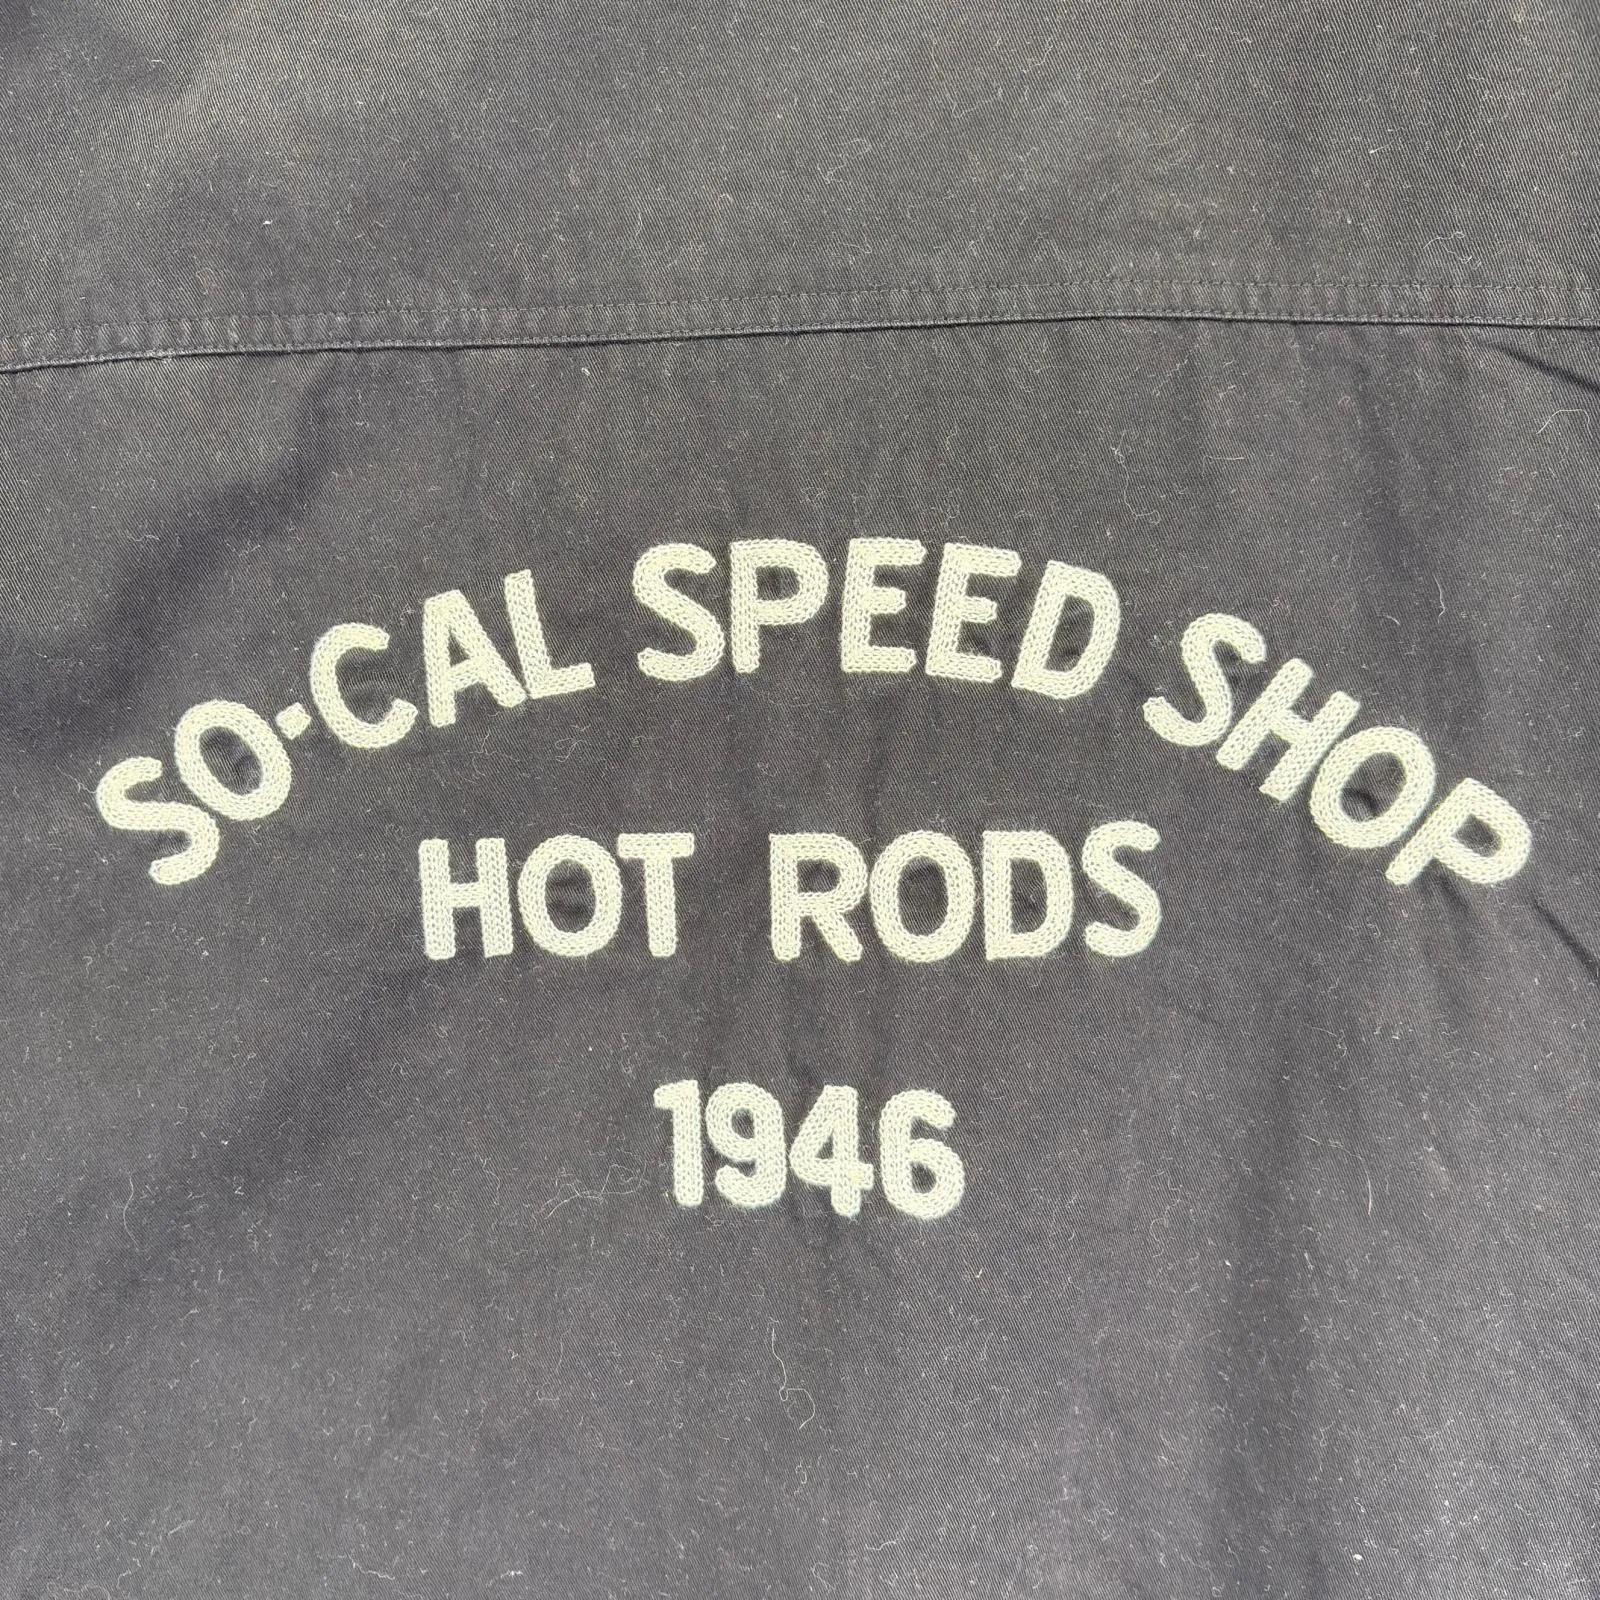 SO-CAL SPEED SHOP
HOT RODS
1946